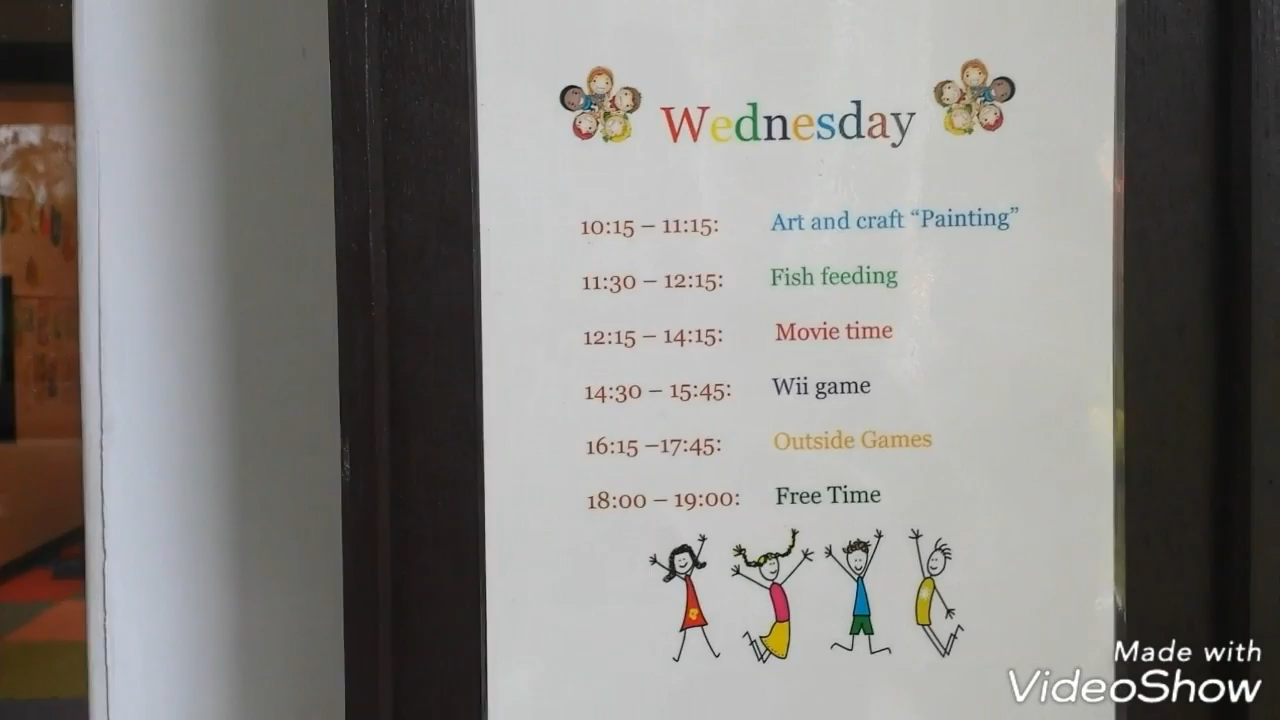 Wednesday
10:15 – 11:15: Art and craft “Painting”
11:30 – 12:15: Fish feeding
12:15 – 14:15: Movie time
14:30 – 15:45: Wii game
16:15 –17:45: Outside Games
18:00 – 19:00: Free Time
Made with
VideoShow